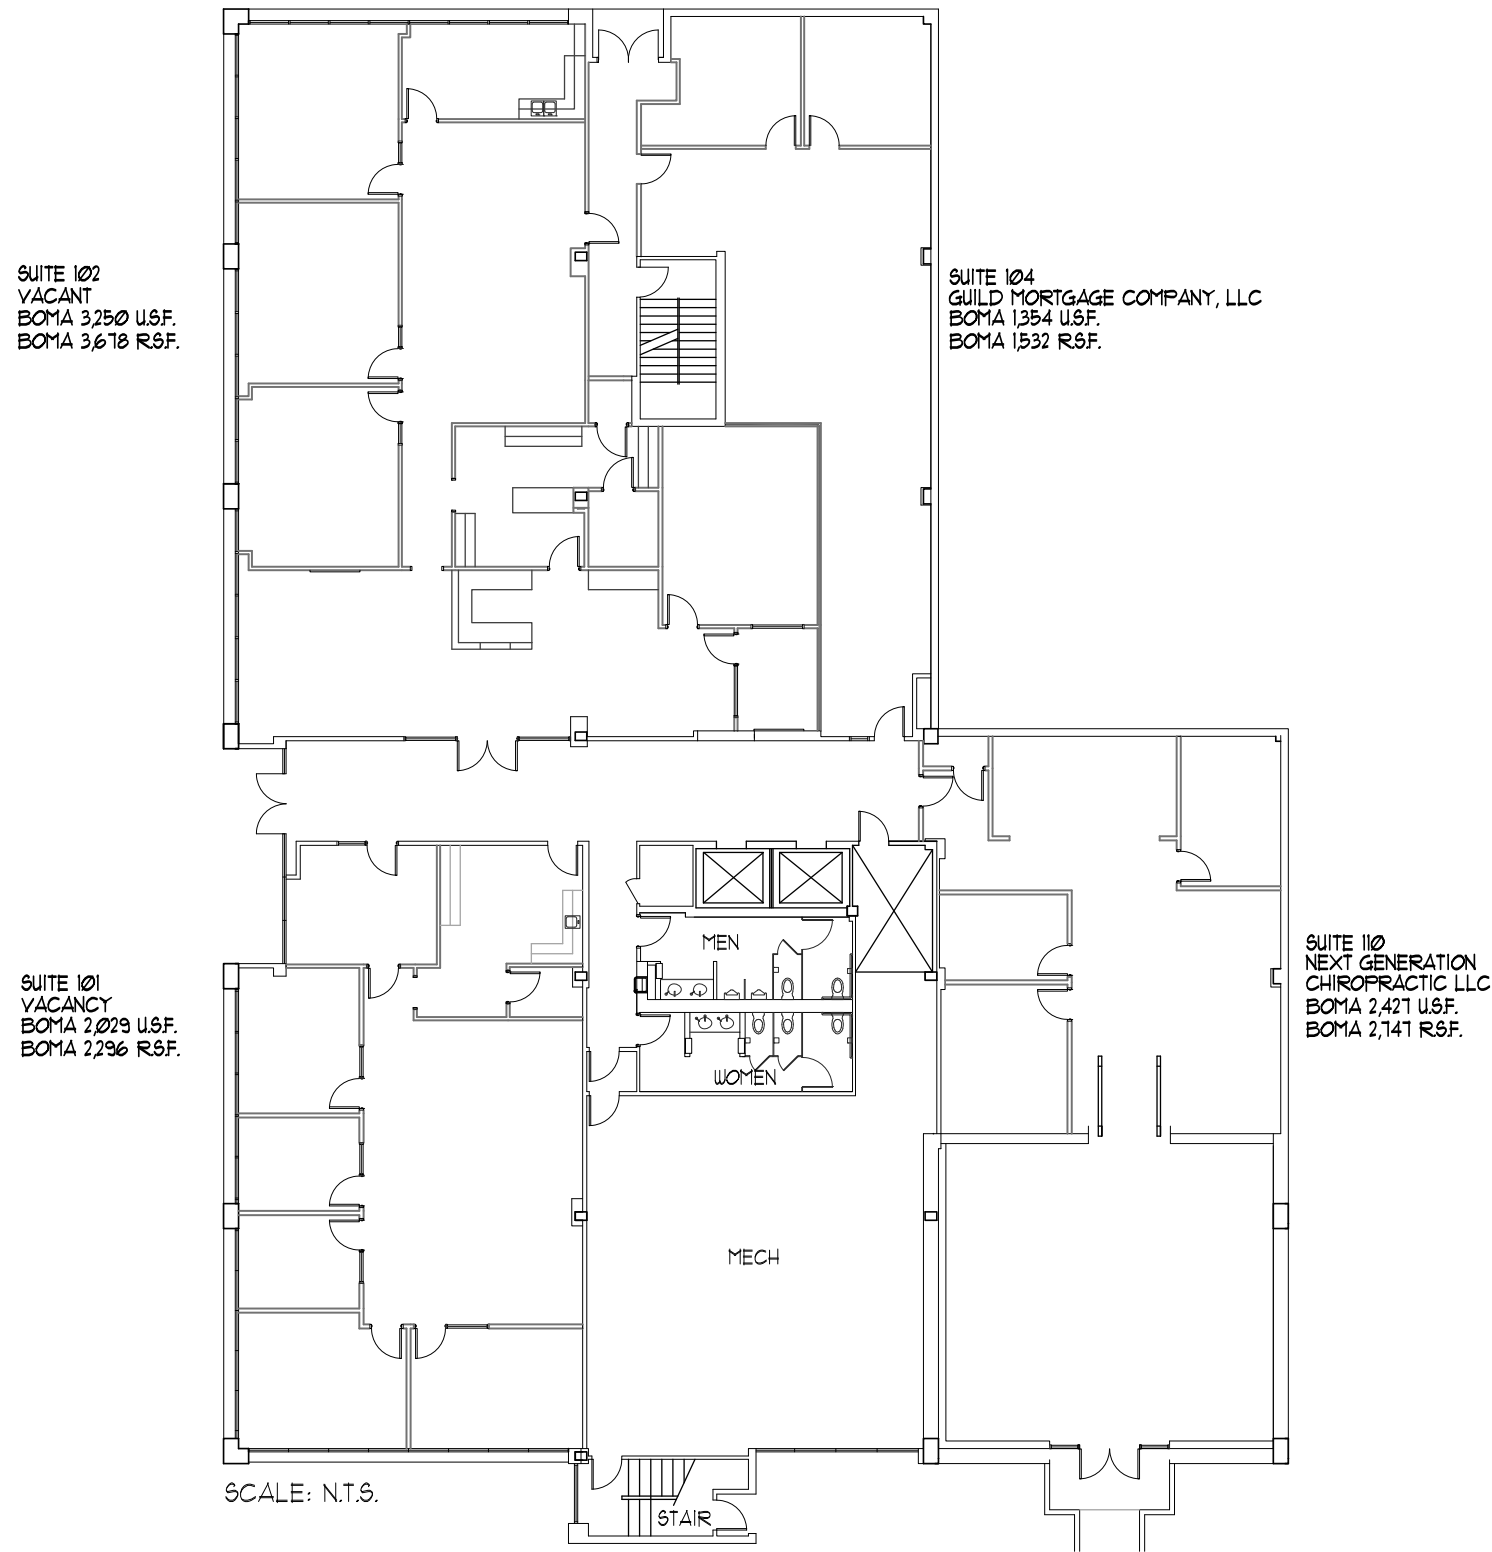 SUITE 102
VACANT
BOMA 3,250 U.S.F.
BOMA 3,678 R.S.F.
SUITE 104
GUILD MORTGAGE COMPANY, LLC
BOMA 1,354 U.S.F.
BOMA 1,532 R.S.F.
MEN
WOMEN
SUITE 110
NEXT GENERATION
CHIROPRACTIC LLC
BOMA 2,427 U.S.F.
BOMA 2,747 R.S.F.
SUITE 101
VACANCY
BOMA 2,029 U.S.F.
BOMA 2,296 R.S.F.
MECH
SCALE: N.T.S.
STAIR